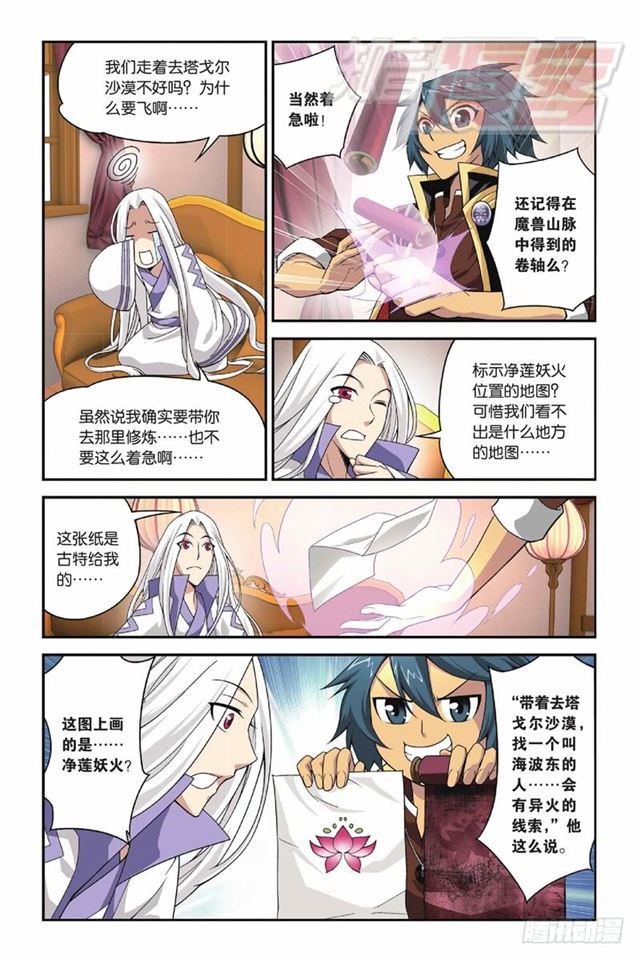 我们走着去塔戈尔
沙漠不好吗？为什
么要飞啊……
虽然说我确实要带你
去那里修炼……也不
要这么着急啊……
当然着
急啦！
还记得在
魔兽山脉
中得到的
卷轴么？
标示净莲妖火
位置的地图？
可惜我们看不
出是什么地方
的地图……
这张纸是
古特给我
的……
这图上画
的是……
净莲妖火？
“带着去塔
戈尔沙漠，
找一个叫
海波东的
人……会
有异火的
线索，”他
这么说。
腾讯动漫